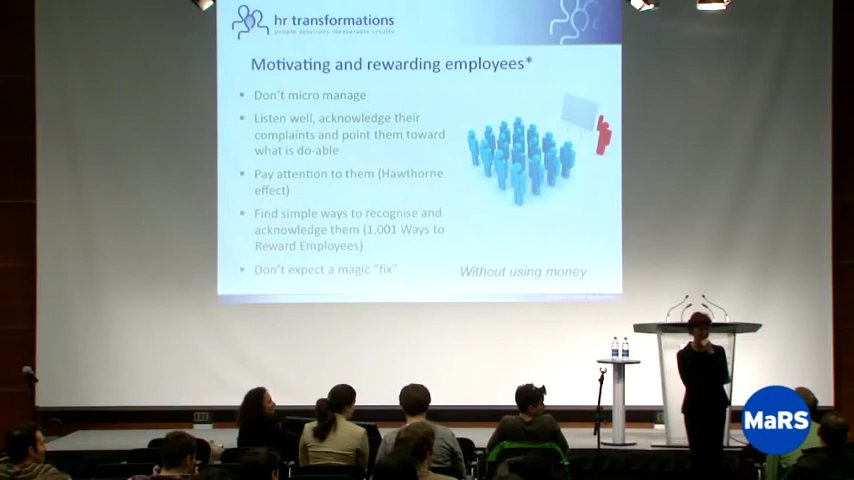 hr transformations
people solutions. measurable results
Motivating and rewarding employees*
Don't micro manage
Listen well, acknowledge their
complaints and point them toward
what is do-able
Pay attention to them (Hawthorne
effect)
Find simple ways to recognise and
acknowledge them (1,001 Ways to
Reward Employees)
Don't expect a magic "fix"
Without using money
MaRS